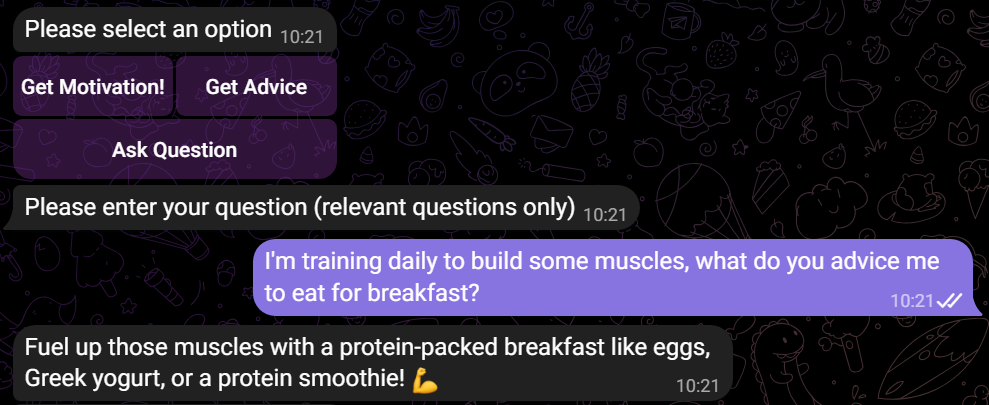 Please select an option 10:21
Get Motivation! Get Advice
Ask Question
Please enter your question (relevant questions only) 10:21
I'm training daily to build some muscles, what do you advice me
to eat for breakfast?
10:21
Fuel up those muscles with a protein-packed breakfast like eggs,
Greek yogurt, or a protein smoothie! 💪
10:21